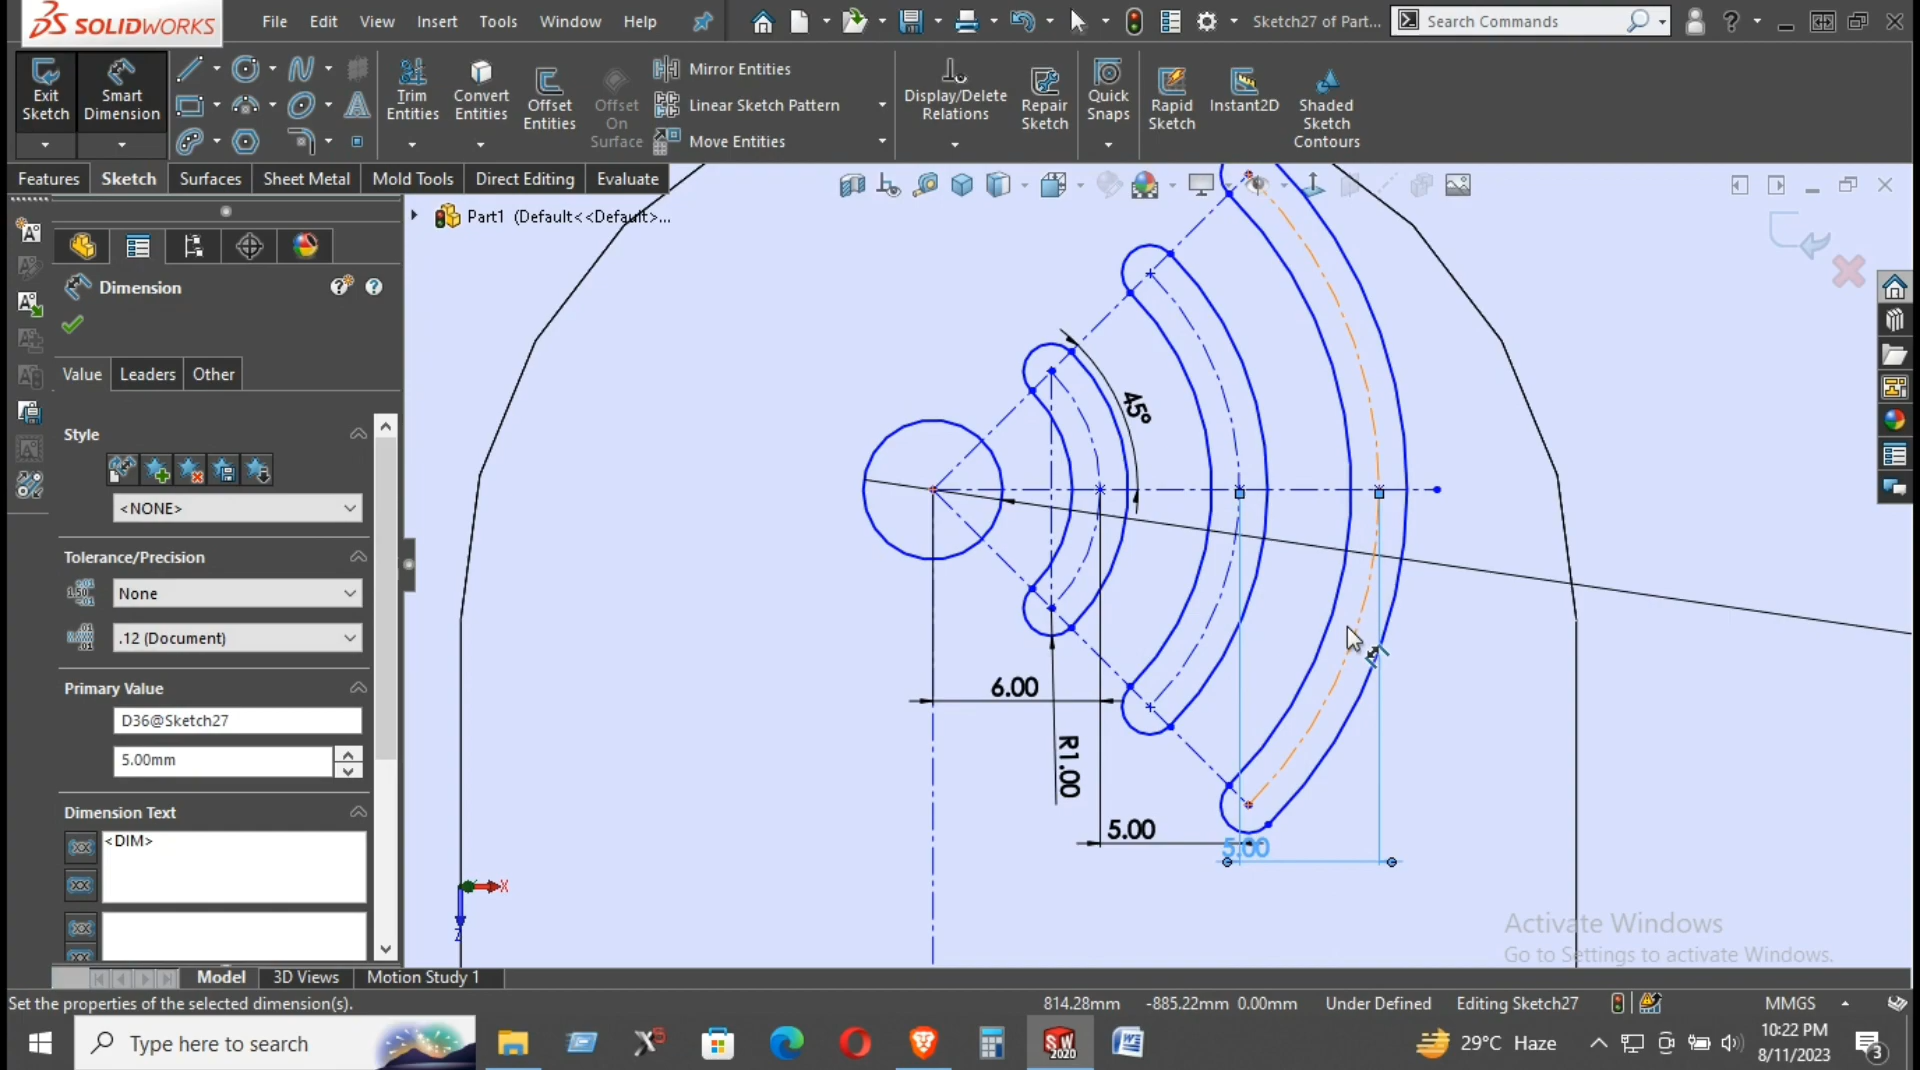 SOLIDWORKS
File Edit View Insert Tools Window Help
Sketch27 of Part...
Search Commands
Exit Sketch
Smart Dimension
Trim Entities
Convert Entities
Offset Entities
Offset On Surface
Mirror Entities
Linear Sketch Pattern
Move Entities
Display/Delete Relations
Repair Sketch
Quick Snaps
Rapid Sketch
Instant2D
Shaded Sketch Contours
Features Sketch Surfaces Sheet Metal Mold Tools Direct Editing Evaluate
Part1 (Default<<Default>...
Dimension
Value Leaders Other
Style
<NONE>
Tolerance/Precision
None
.12 (Document)
Primary Value
D36@Sketch27
5.00mm
Dimension Text
<DIM>
45°
6.00
R1.00
5.00
5.00
X
Z
Activate Windows
Go to Settings to activate Windows.
Model 3D Views Motion Study 1
Set the properties of the selected dimension(s).
814.28mm -885.22mm 0.00mm Under Defined Editing Sketch27 MMGS
Type here to search
SW
2020
29°C Haze
10:22 PM
8/11/2023
3